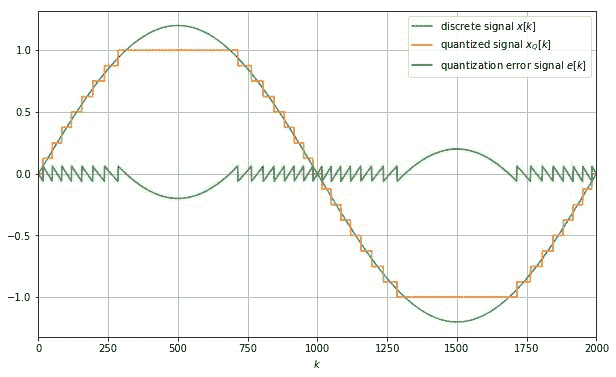 discrete signal x[k]
quantized signal x_Q[k]
quantization error signal e[k]
1.0
0.5
0.0
−0.5
−1.0
0 250 500 750 1000 1250 1500 1750 2000
k